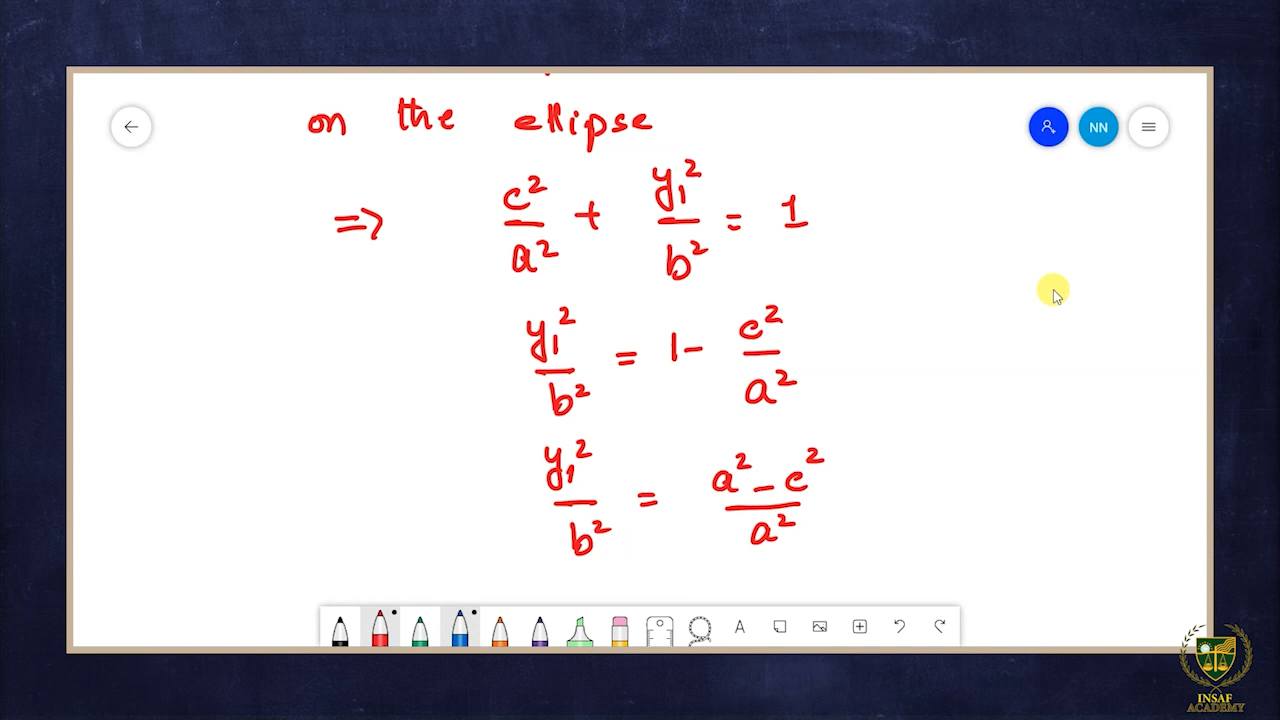 on the ellipse
NN
=> c²/a² + y₁²/b² = 1
y₁²/b² = 1 - c²/a²
y₁²/b² = a² - c²/a²
A
INSAF
ACADEMY